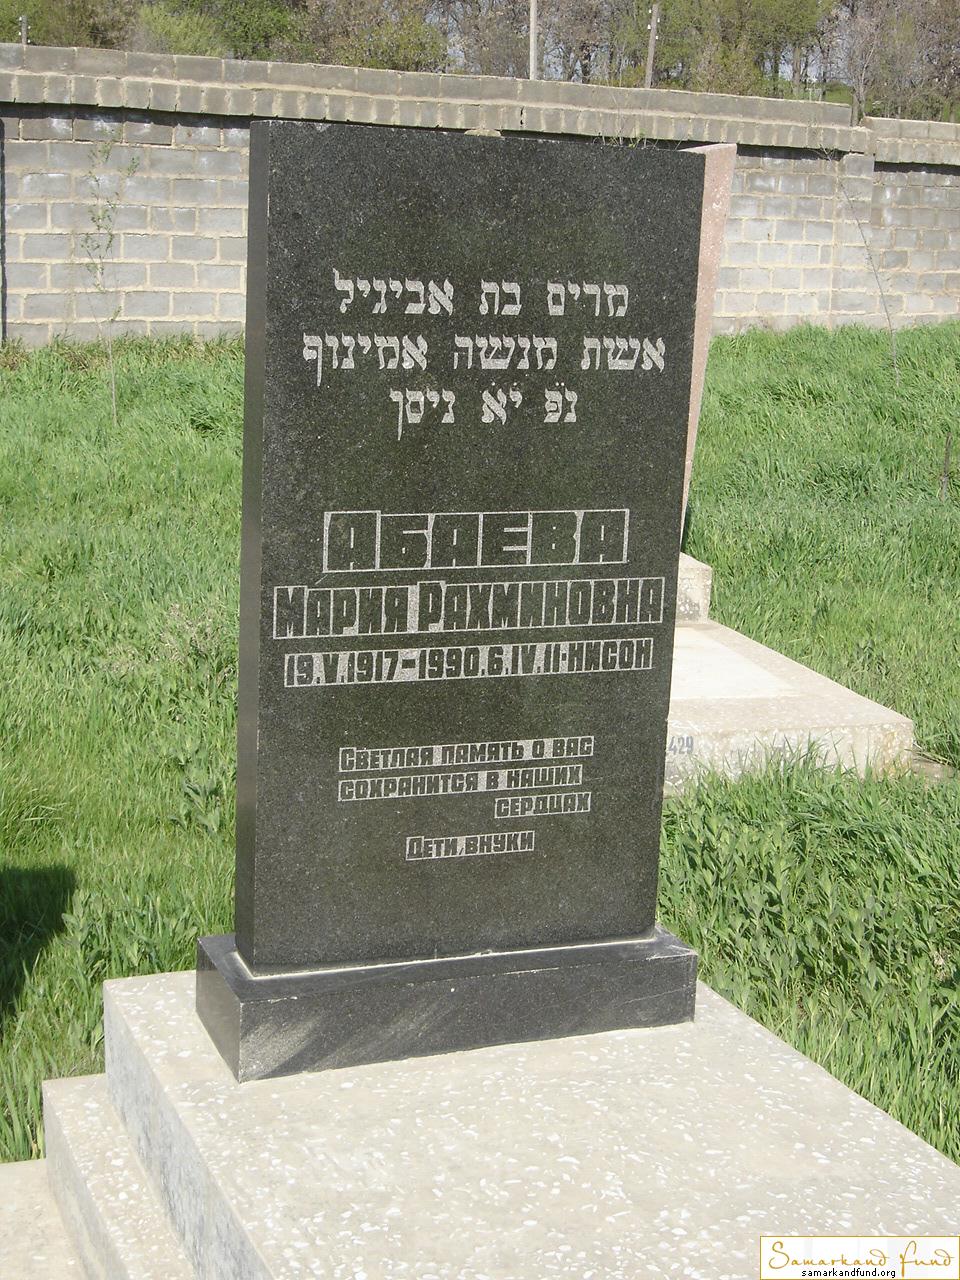 מרים בת אביגיל
אשת מנשה אמינוף
נפ יא ניסן
АБАЕВА
МАРИЯ РАХМИНОВНА
19.V.1917-1990.6.IV.11-НИСОН
СВЕТЛАЯ ПАМЯТЬ О ВАС
СОХРАНИТСЯ В НАШИХ
СЕРДЦАХ
ДЕТИ, ВНУКИ
429
Samarkand fund
samarkandfund.org